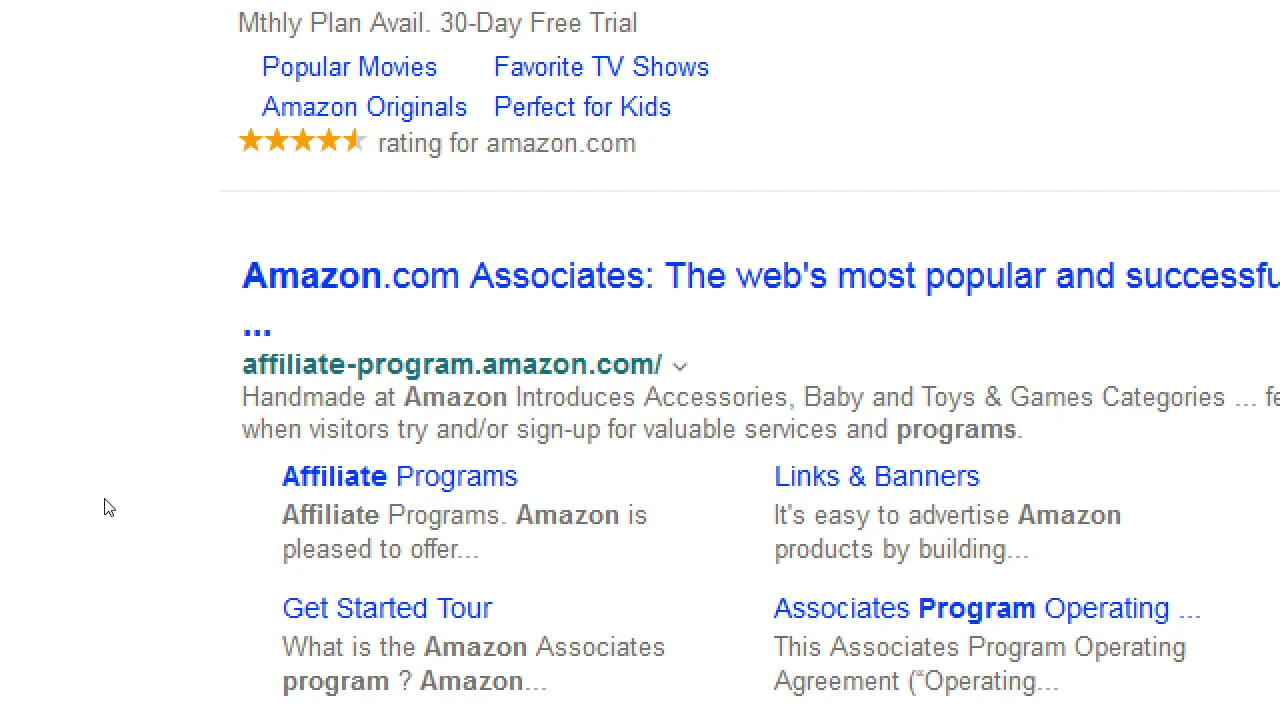 Mthly Plan Avail. 30-Day Free Trial
Popular Movies Favorite TV Shows
Amazon Originals Perfect for Kids
rating for amazon.com
Amazon.com Associates: The web's most popular and successfu
...
affiliate-program.amazon.com/
Handmade at Amazon Introduces Accessories, Baby and Toys & Games Categories ... fe
when visitors try and/or sign-up for valuable services and programs.
Affiliate Programs Links & Banners
Affiliate Programs. Amazon is It's easy to advertise Amazon
pleased to offer... products by building...
Get Started Tour Associates Program Operating ...
What is the Amazon Associates This Associates Program Operating
program ? Amazon... Agreement (“Operating...